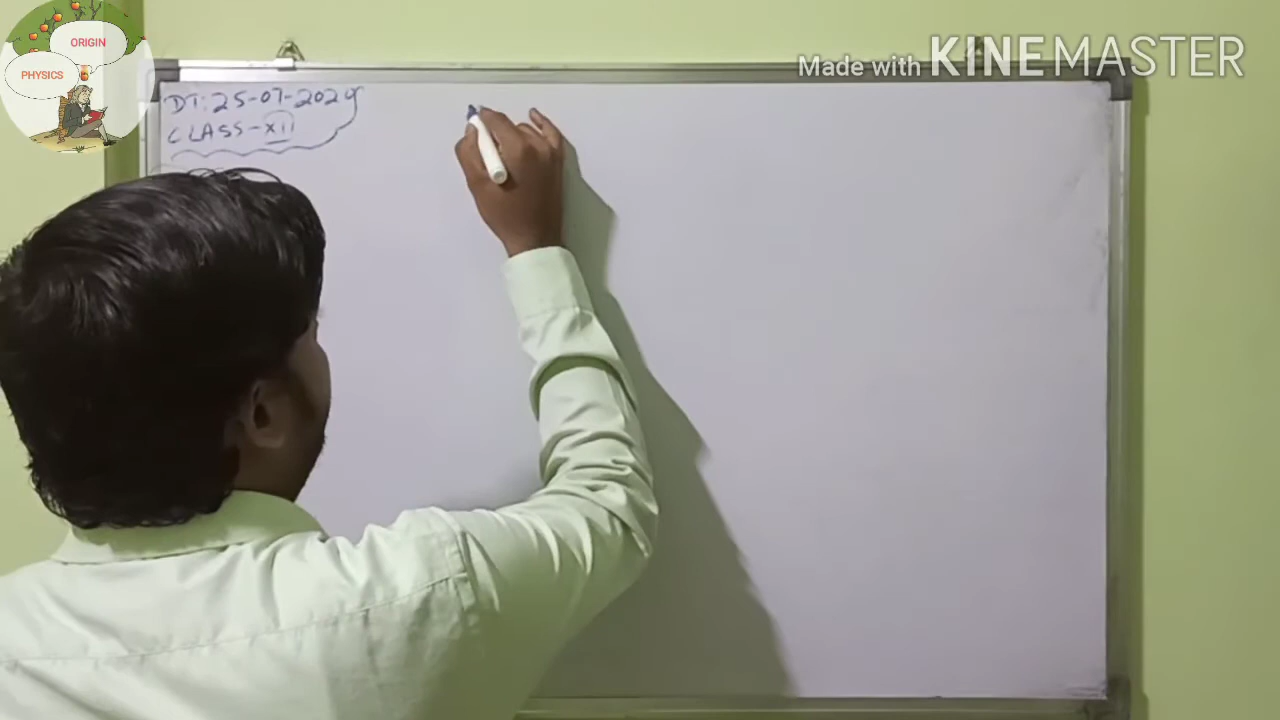 ORIGIN
PHYSICS
Made with KINEMASTER
DT: 25-07-2024
CLASS-XII